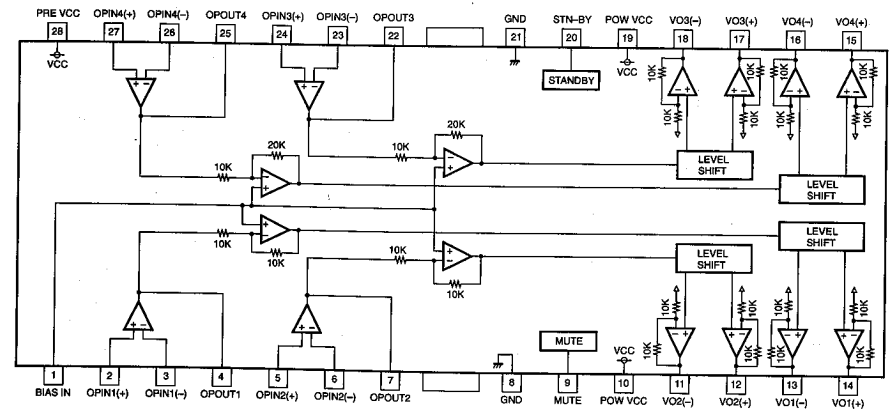 PRE VCC OPIN4(+) OPIN4(–) OPOUT4 OPIN3(+) OPIN3(–) OPOUT3 GND STN–BY POW VCC VO3(–) VO3(+) VO4(–) VO4(+)
28 27 26 25 24 23 22 21 20 19 18 17 16 15
VCC
+ –
+ –
STANDBY
VCC
10K
– +
– +
10K
10K
– +
– +
10K
10K
10K
10K
10K
20K
10K
–
+
20K
10K
–
+
LEVEL
SHIFT
LEVEL
SHIFT
+
–
10K
10K
+
–
10K
10K
LEVEL
SHIFT
LEVEL
SHIFT
+ –
+ –
MUTE
VCC
10K
10K
– +
10K
– +
10K
10K
10K
– +
10K
– +
10K
1 2 3 4 5 6 7 8 9 10 11 12 13 14
BIAS IN OPIN1(+) OPIN1(–) OPOUT1 OPIN2(+) OPIN2(–) OPOUT2 GND MUTE POW VCC VO2(–) VO2(+) VO1(–) VO1(+)